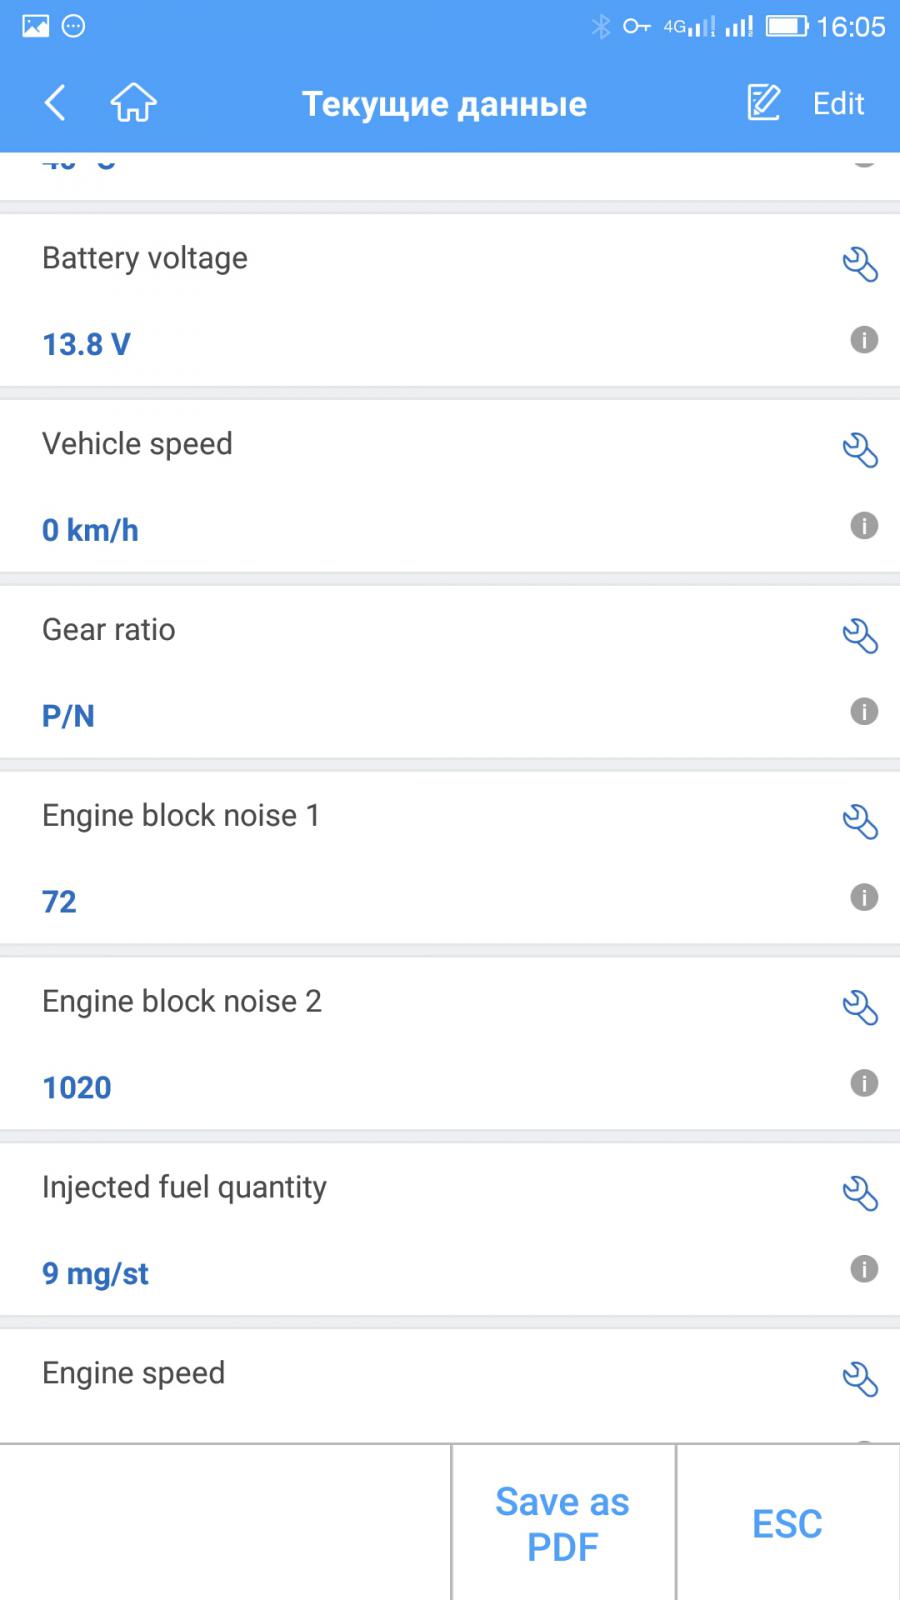 4G 16:05
Текущие данные Edit
Battery voltage
13.8 V
Vehicle speed
0 km/h
Gear ratio
P/N
Engine block noise 1
72
Engine block noise 2
1020
Injected fuel quantity
9 mg/st
Engine speed
Save as
PDF
ESC